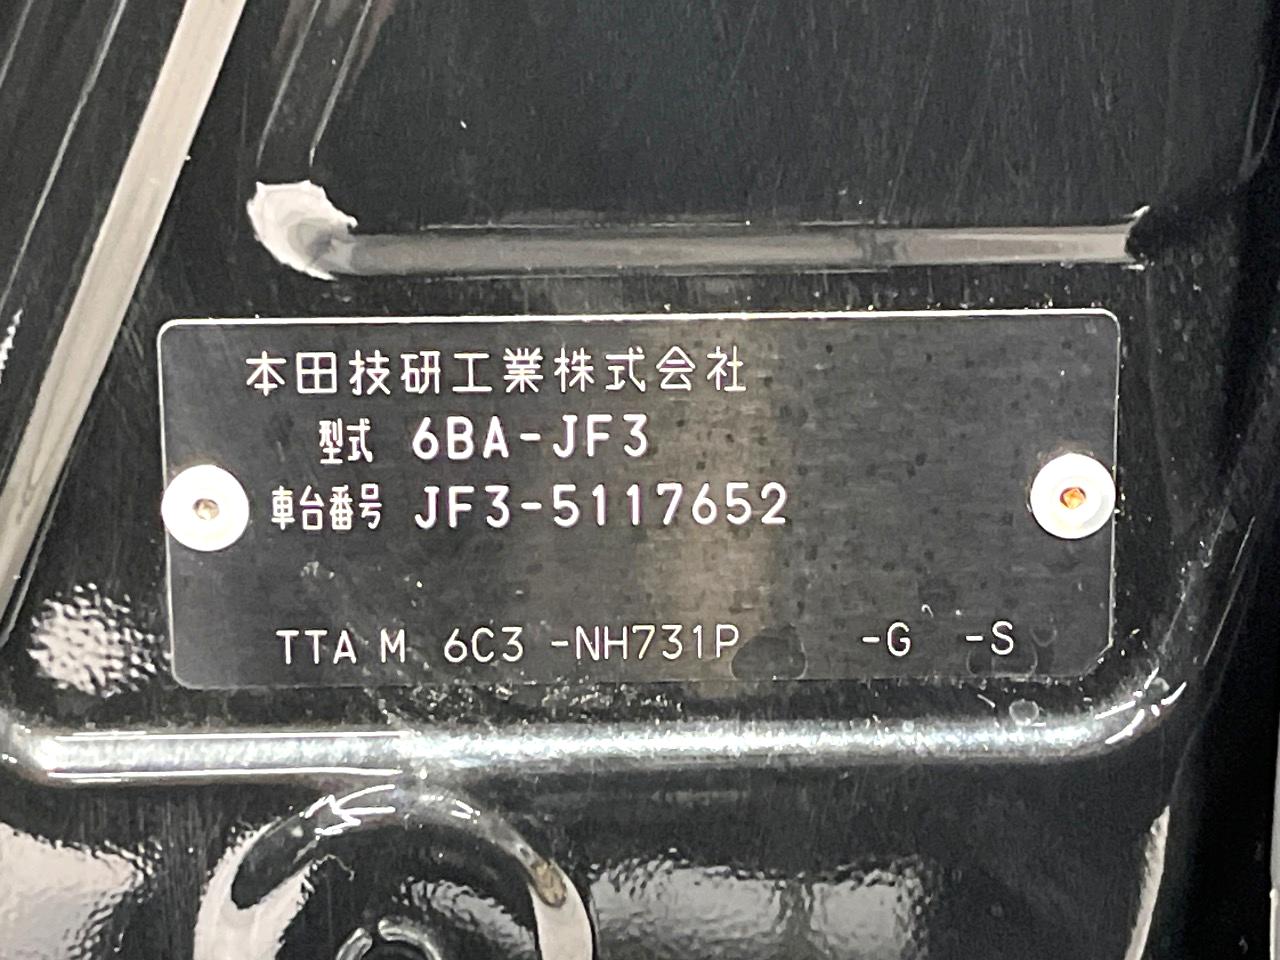 本田技研工業株式会社
型式 6BA-JF3
車台番号 JF3-5117652
TTA M 6C3 -NH731P -G -S